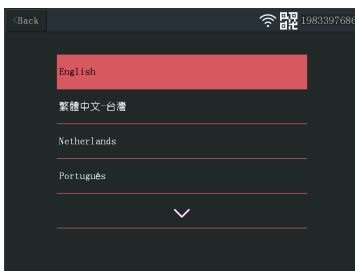 <Back
1983397686
English
繁體中文-台灣
Netherlands
Português